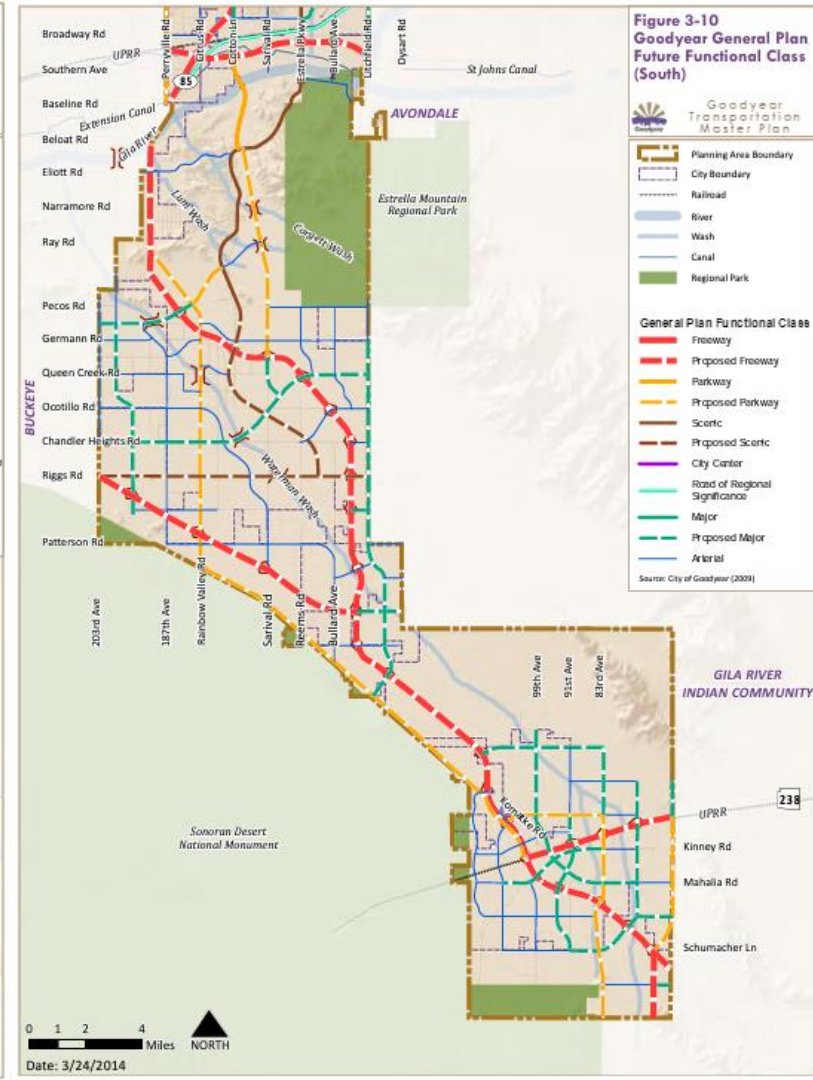 Figure 3-10
Goodyear General Plan
Future Functional Class
(South)
Goodyear
Goodyear
Transportation
Master Plan
Planning Area Boundary
City Boundary
Railroad
River
Wash
Canal
Regional Park
General Plan Functional Class
Freeway
Proposed Freeway
Parkway
Proposed Parkway
Scenic
Proposed Scenic
City Center
Road of Regional
Significance
Major
Proposed Major
Arterial
Source: City of Goodyear (2009)
Perryville Rd
Citrus Rd
Cotton Ln
Sarival Rd
Estrella Pkwy
Bullard Ave
Litchfield Rd
Dysart Rd
Broadway Rd
UPRR
Southern Ave
85
St Johns Canal
Baseline Rd
Extension Canal
AVONDALE
Beloat Rd
Gila River
Eliott Rd
Narramore Rd
Lum Wash
Estrella Mountain
Regional Park
Ray Rd
Corgett Wash
Pecos Rd
Germann Rd
Queen Creek Rd
BUCKEYE
Ocotillo Rd
Chandler Heights Rd
Riggs Rd
Waterman Wash
Patterson Rd
203rd Ave
187th Ave
Rainbow Valley Rd
Sarival Rd
Reems Rd
Bullard Ave
99th Ave
91st Ave
83rd Ave
GILA RIVER
INDIAN COMMUNITY
238
UPRR
Komatke Rd
Sonoran Desert
National Monument
Kinney Rd
Mahalia Rd
Schumacher Ln
0 1 2 4
Miles
NORTH
Date: 3/24/2014